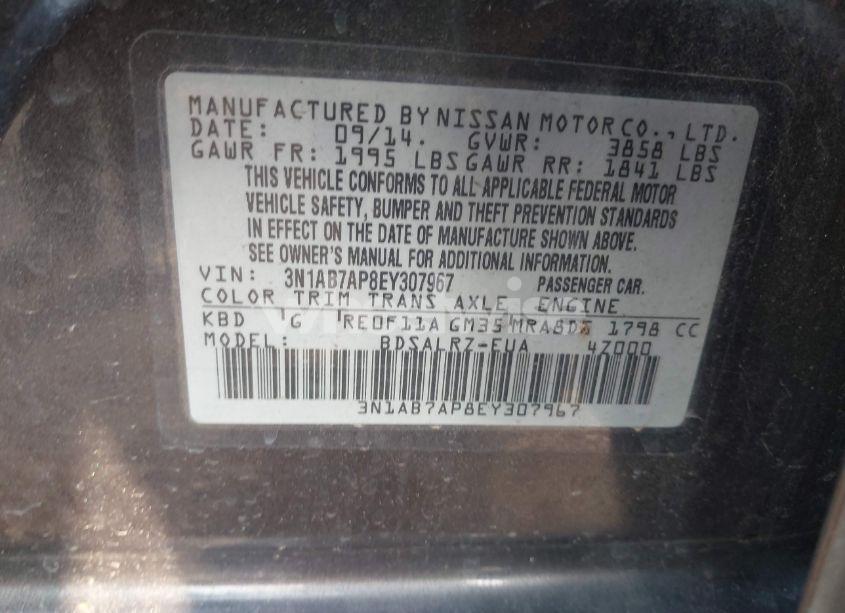 MANUFACTURED BY NISSAN MOTOR CO., LTD.
DATE: 09/14. GVWR: 3858 LBS
GAWR FR: 1995 LBS GAWR RR: 1841 LBS
THIS VEHICLE CONFORMS TO ALL APPLICABLE FEDERAL MOTOR
VEHICLE SAFETY, BUMPER AND THEFT PREVENTION STANDARDS
IN EFFECT ON THE DATE OF MANUFACTURE SHOWN ABOVE.
SEE OWNER'S MANUAL FOR ADDITIONAL INFORMATION
VIN: 3N1AB7AP8EY307967 PASSENGER CAR.
COLOR TRIM TRANS AXLE ENGINE
KBD G RE0F11A GM35 MRA8DE 1798 CC
MODEL: BDSALRZ-EUA 4Z000
3N1AB7AP8EY307967